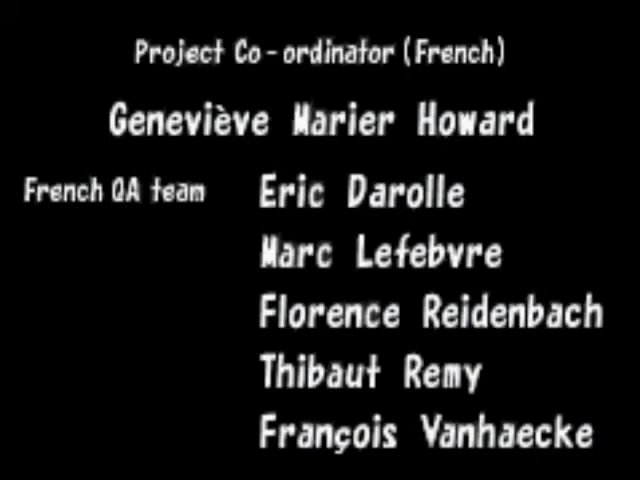 Project Co-ordinator (French)
Geneviève Marier Howard
French QA team Eric Darolle
Marc Lefebvre
Florence Reidenbach
Thibaut Remy
François Vanhaecke